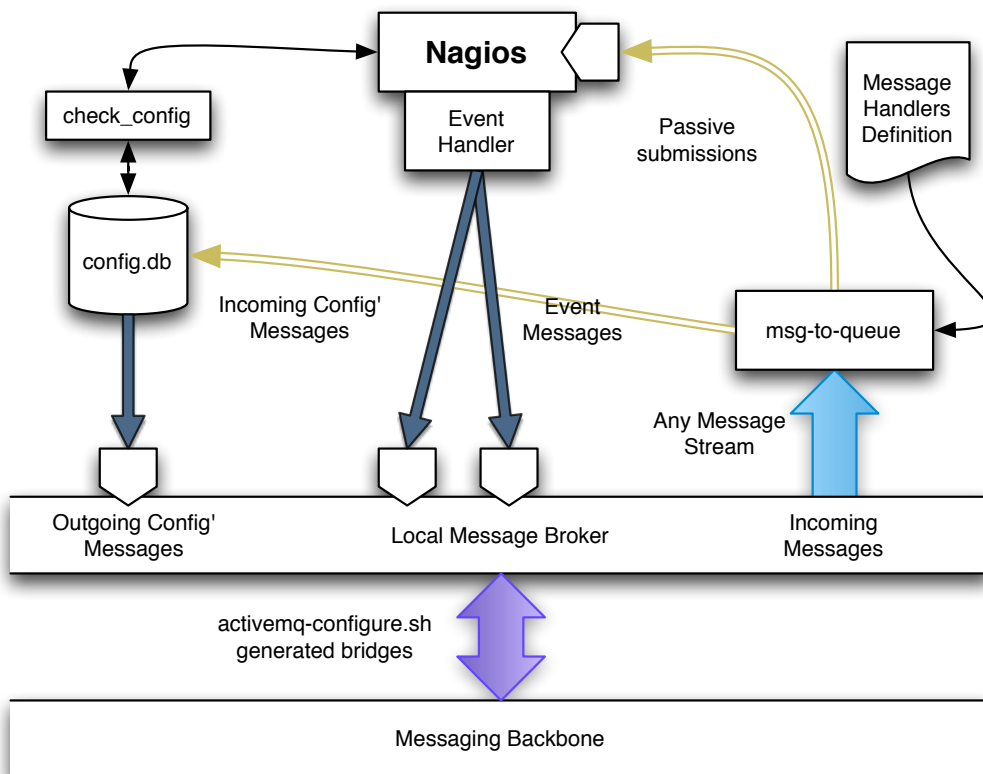 Nagios
check_config
Event
Handler
Message
Handlers
Definition
Passive
submissions
config.db
Incoming Config'
Messages
Event
Messages
msg-to-queue
Any Message
Stream
Outgoing Config'
Messages
Local Message Broker
Incoming
Messages
activemq-configure.sh
generated bridges
Messaging Backbone